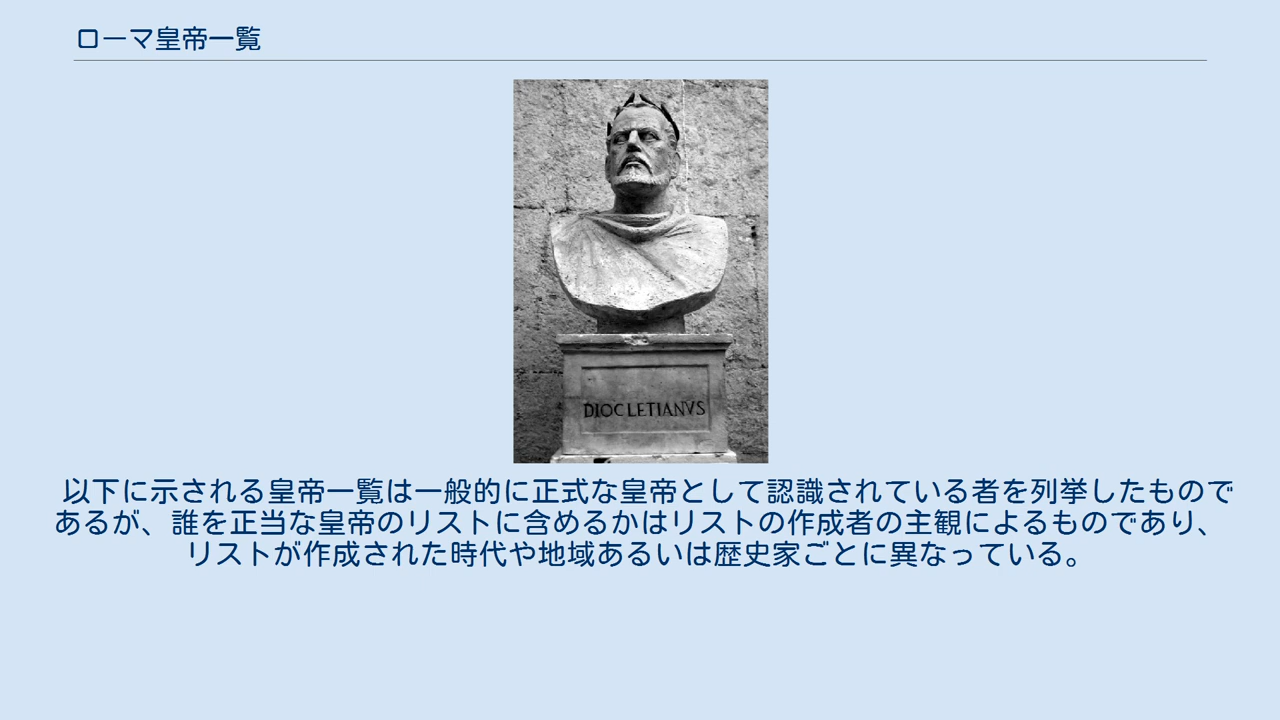 ローマ皇帝一覧
DIOCLETIANVS
以下に示される皇帝一覧は一般的に正式な皇帝として認識されている者を列挙したもので
あるが、誰を正当な皇帝のリストに含めるかはリストの作成者の主観によるものであり、
リストが作成された時代や地域あるいは歴史家ごとに異なっている。